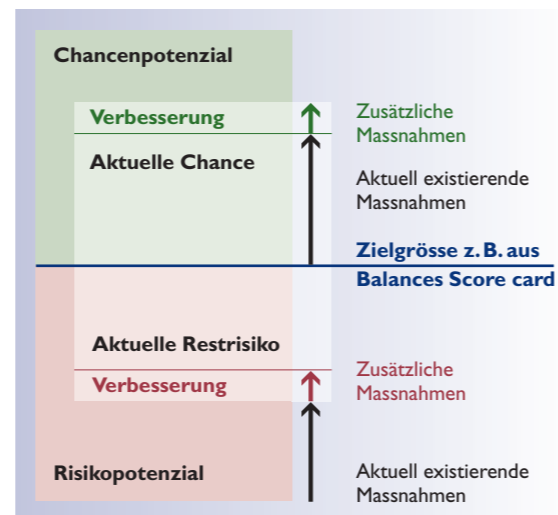 Chancenpotenzial
Verbesserung
Zusätzliche
Massnahmen
Aktuelle Chance
Aktuell existierende
Massnahmen
Zielgrösse z. B. aus
Balances Score card
Aktuelle Restrisiko
Verbesserung
Zusätzliche
Massnahmen
Risikopotenzial
Aktuell existierende
Massnahmen